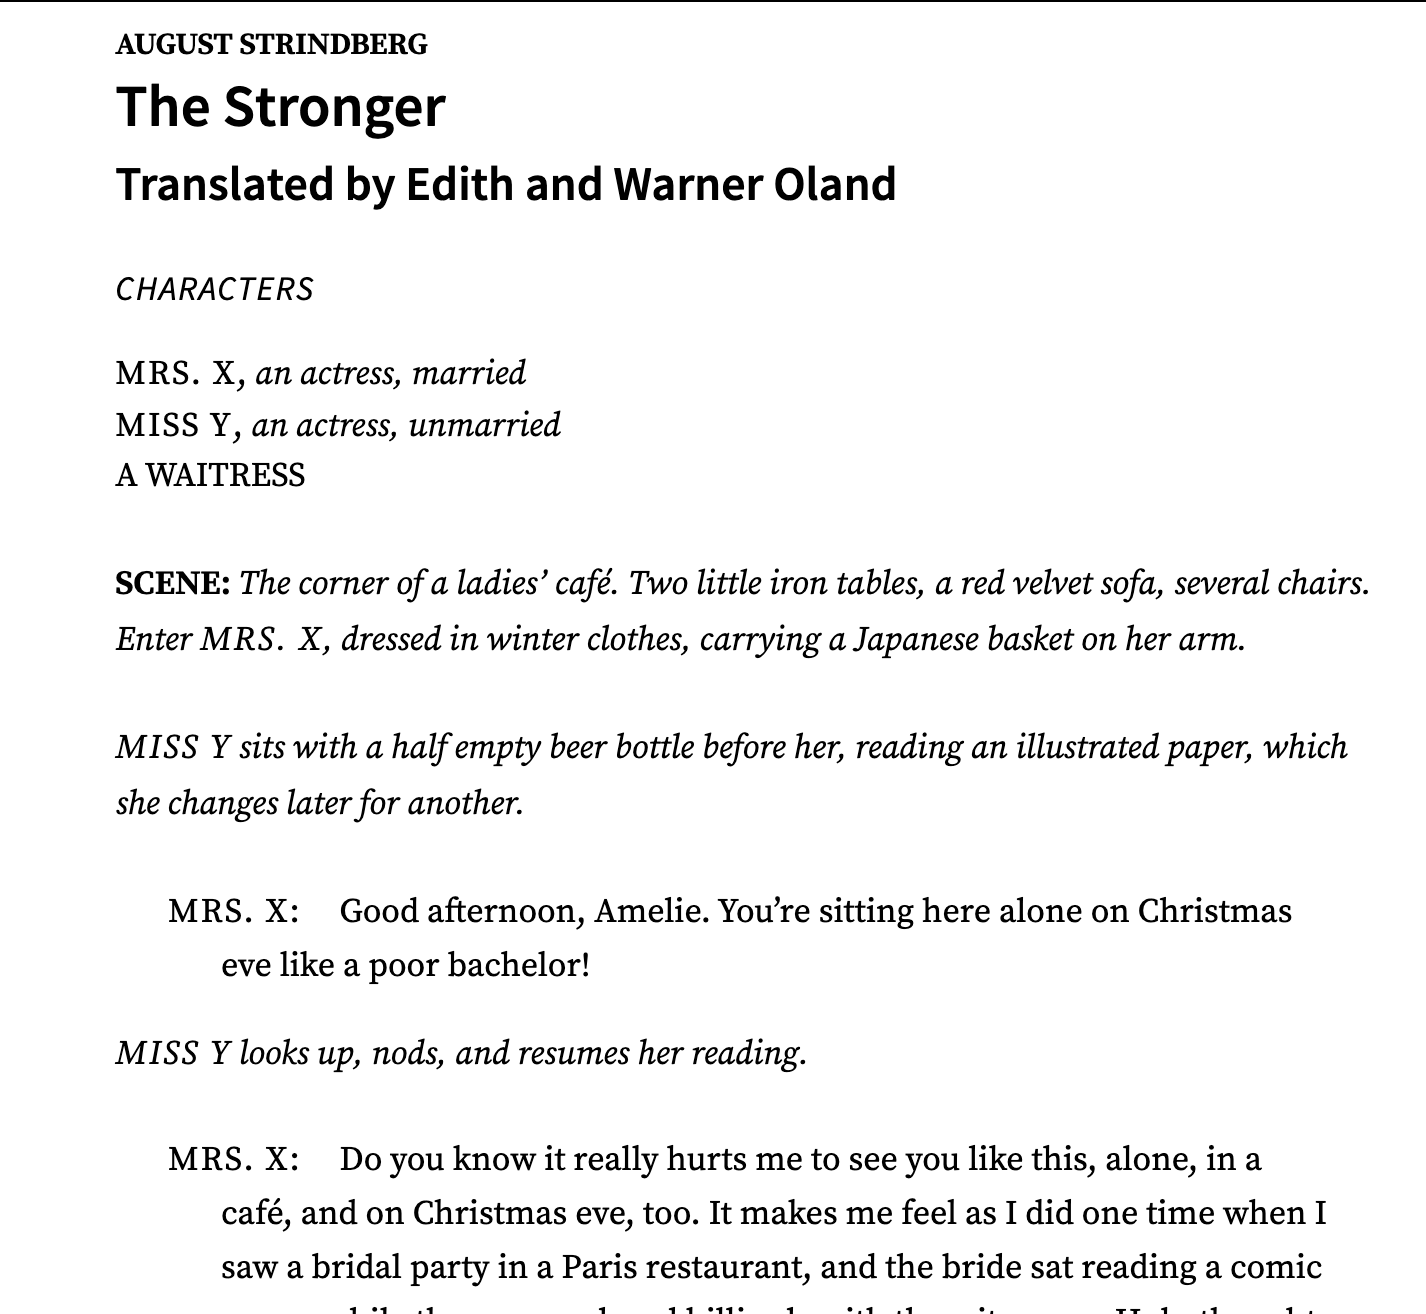 AUGUST STRINDBERG
The Stronger
Translated by Edith and Warner Oland
CHARACTERS
MRS. X, an actress, married
MISS Y, an actress, unmarried
A WAITRESS
SCENE: The corner of a ladies’ café. Two little iron tables, a red velvet sofa, several chairs.
Enter MRS. X, dressed in winter clothes, carrying a Japanese basket on her arm.
MISS Y sits with a half empty beer bottle before her, reading an illustrated paper, which
she changes later for another.
MRS. X: Good afternoon, Amelie. You’re sitting here alone on Christmas
eve like a poor bachelor!
MISS Y looks up, nods, and resumes her reading.
MRS. X: Do you know it really hurts me to see you like this, alone, in a
café, and on Christmas eve, too. It makes me feel as I did one time when I
saw a bridal party in a Paris restaurant, and the bride sat reading a comic